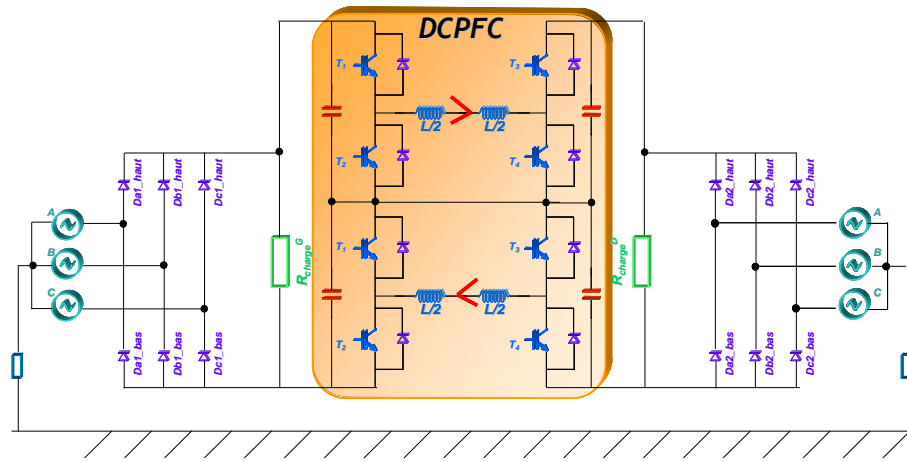 DCPFC
T1
T3
L/2
L/2
T2
T4
Da1_haut
Db1_haut
Dc1_haut
Da2_haut
Db2_haut
Dc2_haut
A
B
C
Rcharge G
T1
T3
Rcharge D
A
B
C
L/2
L/2
T2
T4
Da1_bas
Db1_bas
Dc1_bas
Da2_bas
Db2_bas
Dc2_bas